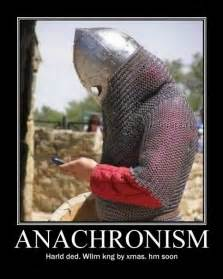 ANACHRONISM
Harld ded. Wllm kng by xmas. hm soon